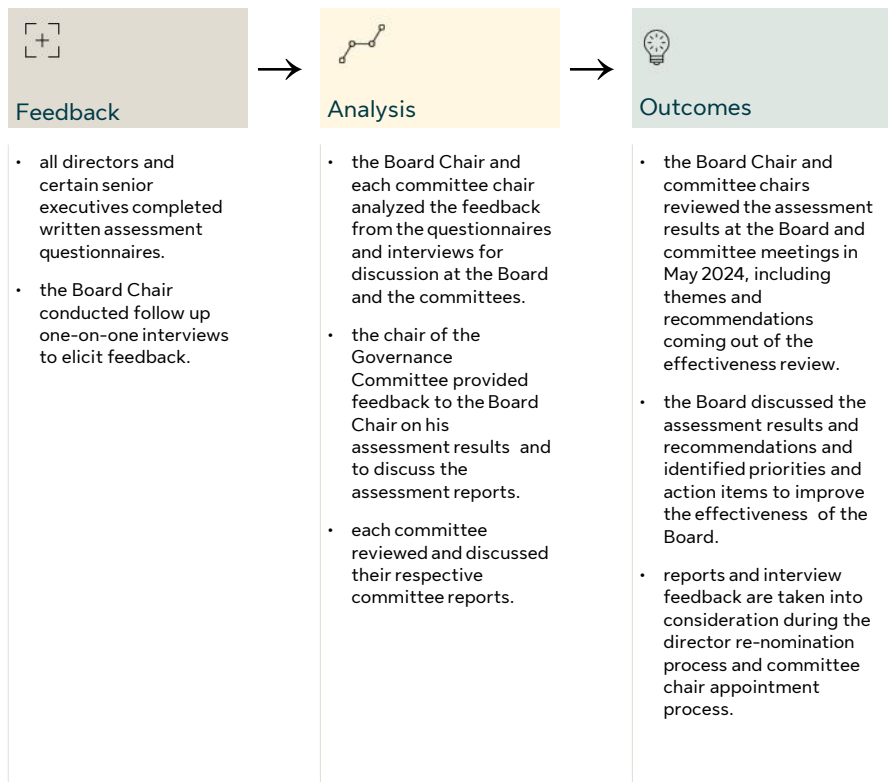 Feedback
• all directors and
certain senior
executives completed
written assessment
questionnaires.
• the Board Chair
conducted follow up
one-on-one interviews
to elicit feedback.
Analysis
• the Board Chair and
each committee chair
analyzed the feedback
from the questionnaires
and interviews for
discussion at the Board
and the committees.
• the chair of the
Governance
Committee provided
feedback to the Board
Chair on his
assessment results and
to discuss the
assessment reports.
• each committee
reviewed and discussed
their respective
committee reports.
Outcomes
• the Board Chair and
committee chairs
reviewed the assessment
results at the Board and
committee meetings in
May 2024, including
themes and
recommendations
coming out of the
effectiveness review.
• the Board discussed the
assessment results and
recommendations and
identified priorities and
action items to improve
the effectiveness of the
Board.
• reports and interview
feedback are taken into
consideration during the
director re-nomination
process and committee
chair appointment
process.